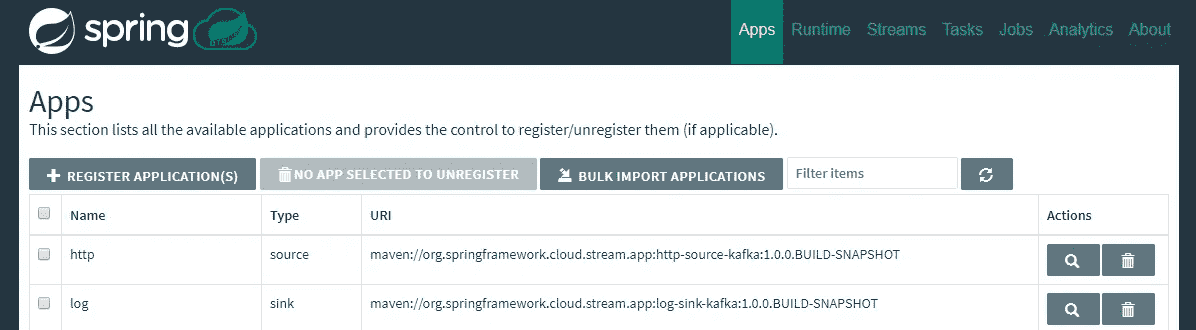 spring
Apps Runtime Streams Tasks Jobs Analytics About
Apps
This section lists all the available applications and provides the control to register/unregister them (if applicable).
REGISTER APPLICATION(S) NO APP SELECTED TO UNREGISTER BULK IMPORT APPLICATIONS Filter items
Name Type URI Actions
http source maven://org.springframework.cloud.stream.app:http-source-kafka:1.0.0.BUILD-SNAPSHOT
log sink maven://org.springframework.cloud.stream.app:log-sink-kafka:1.0.0.BUILD-SNAPSHOT